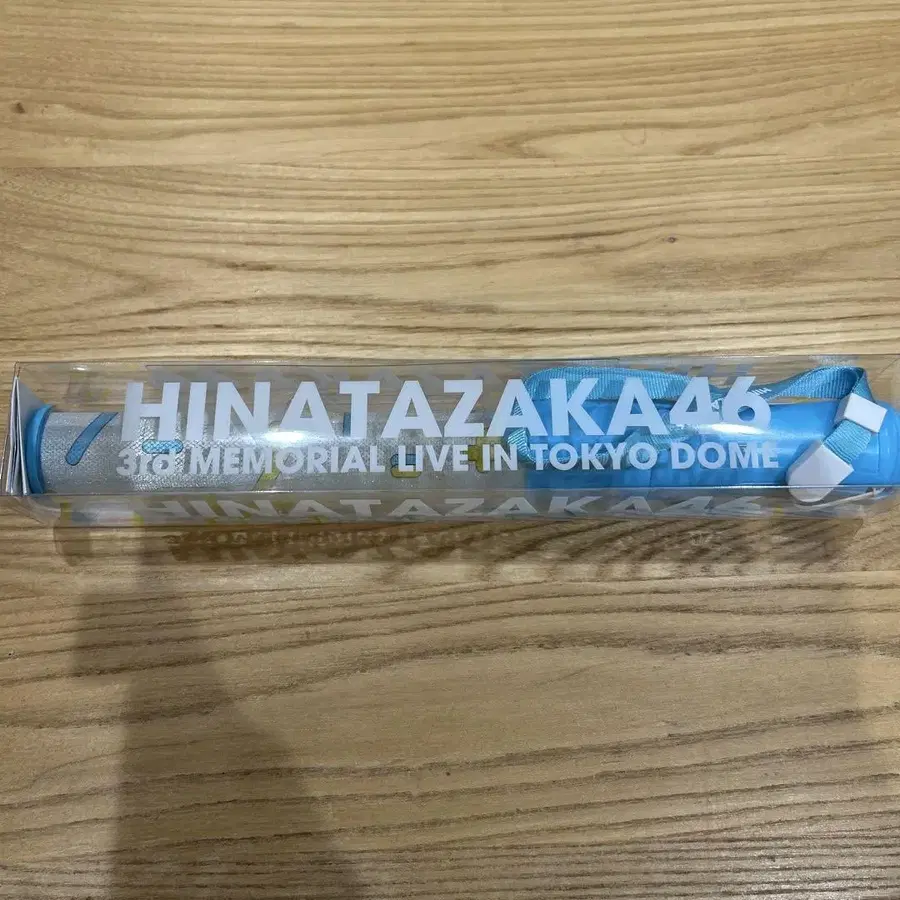 HINATAZAKA46
3rd MEMORIAL LIVE IN TOKYO DOME